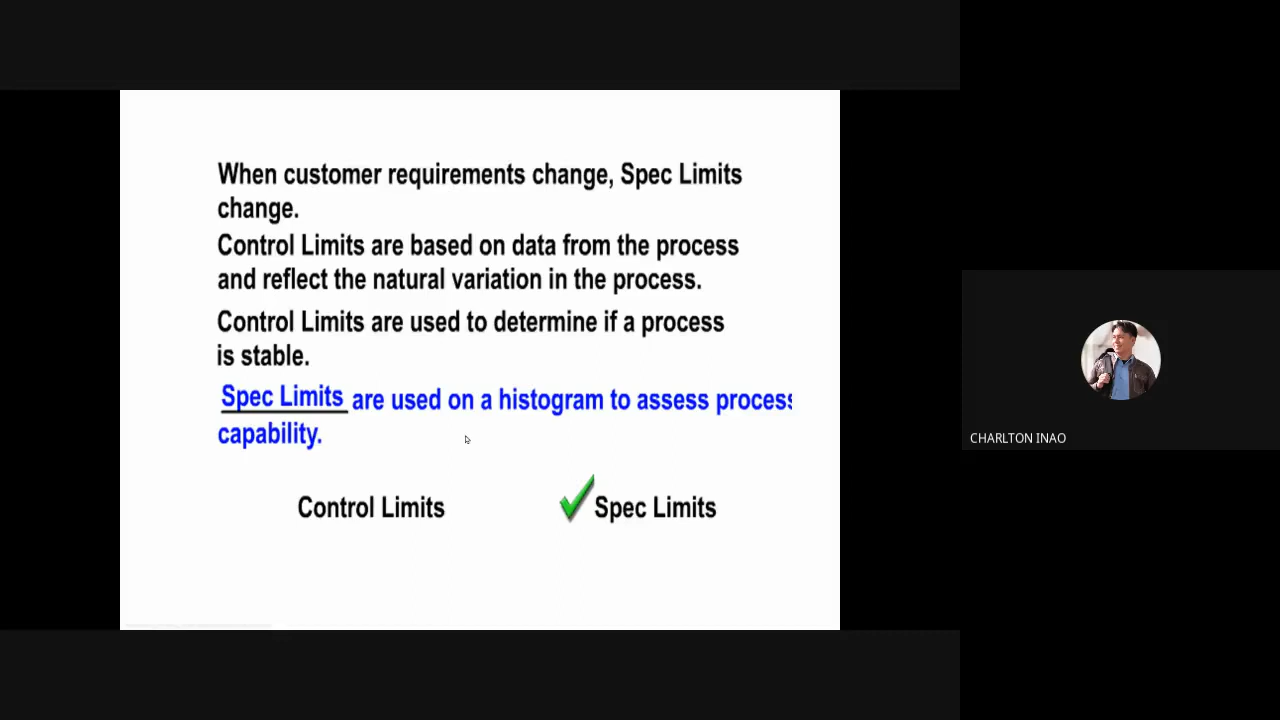 When customer requirements change, Spec Limits
change.
Control Limits are based on data from the process
and reflect the natural variation in the process.
Control Limits are used to determine if a process
is stable.
Spec Limits are used on a histogram to assess process
capability.
Control Limits
Spec Limits
CHARLTON INAO